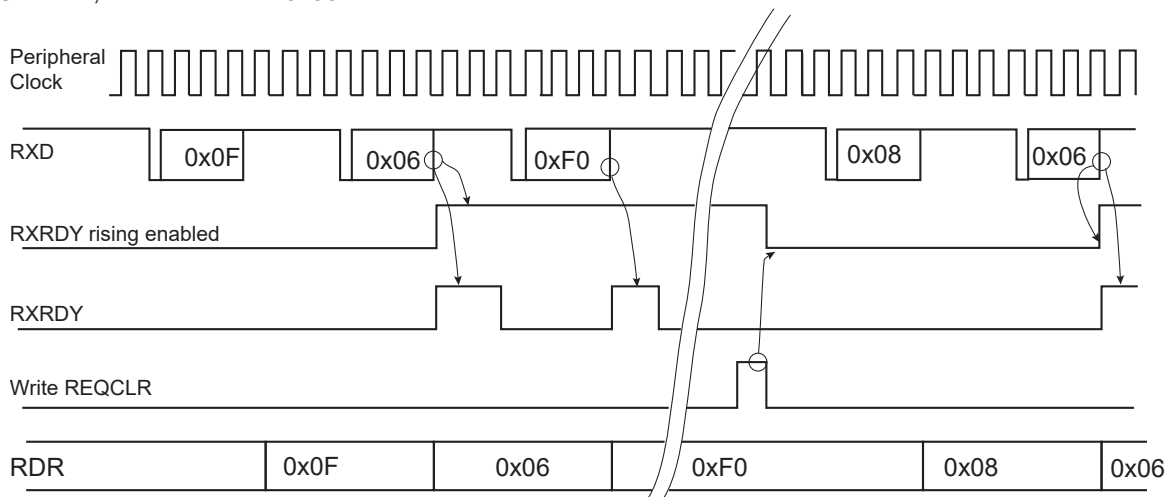 Peripheral
Clock
RXD 0x0F 0x06 0xF0 0x08 0x06
RXRDY rising enabled
RXRDY
Write REQCLR
RDR 0x0F 0x06 0xF0 0x08 0x06